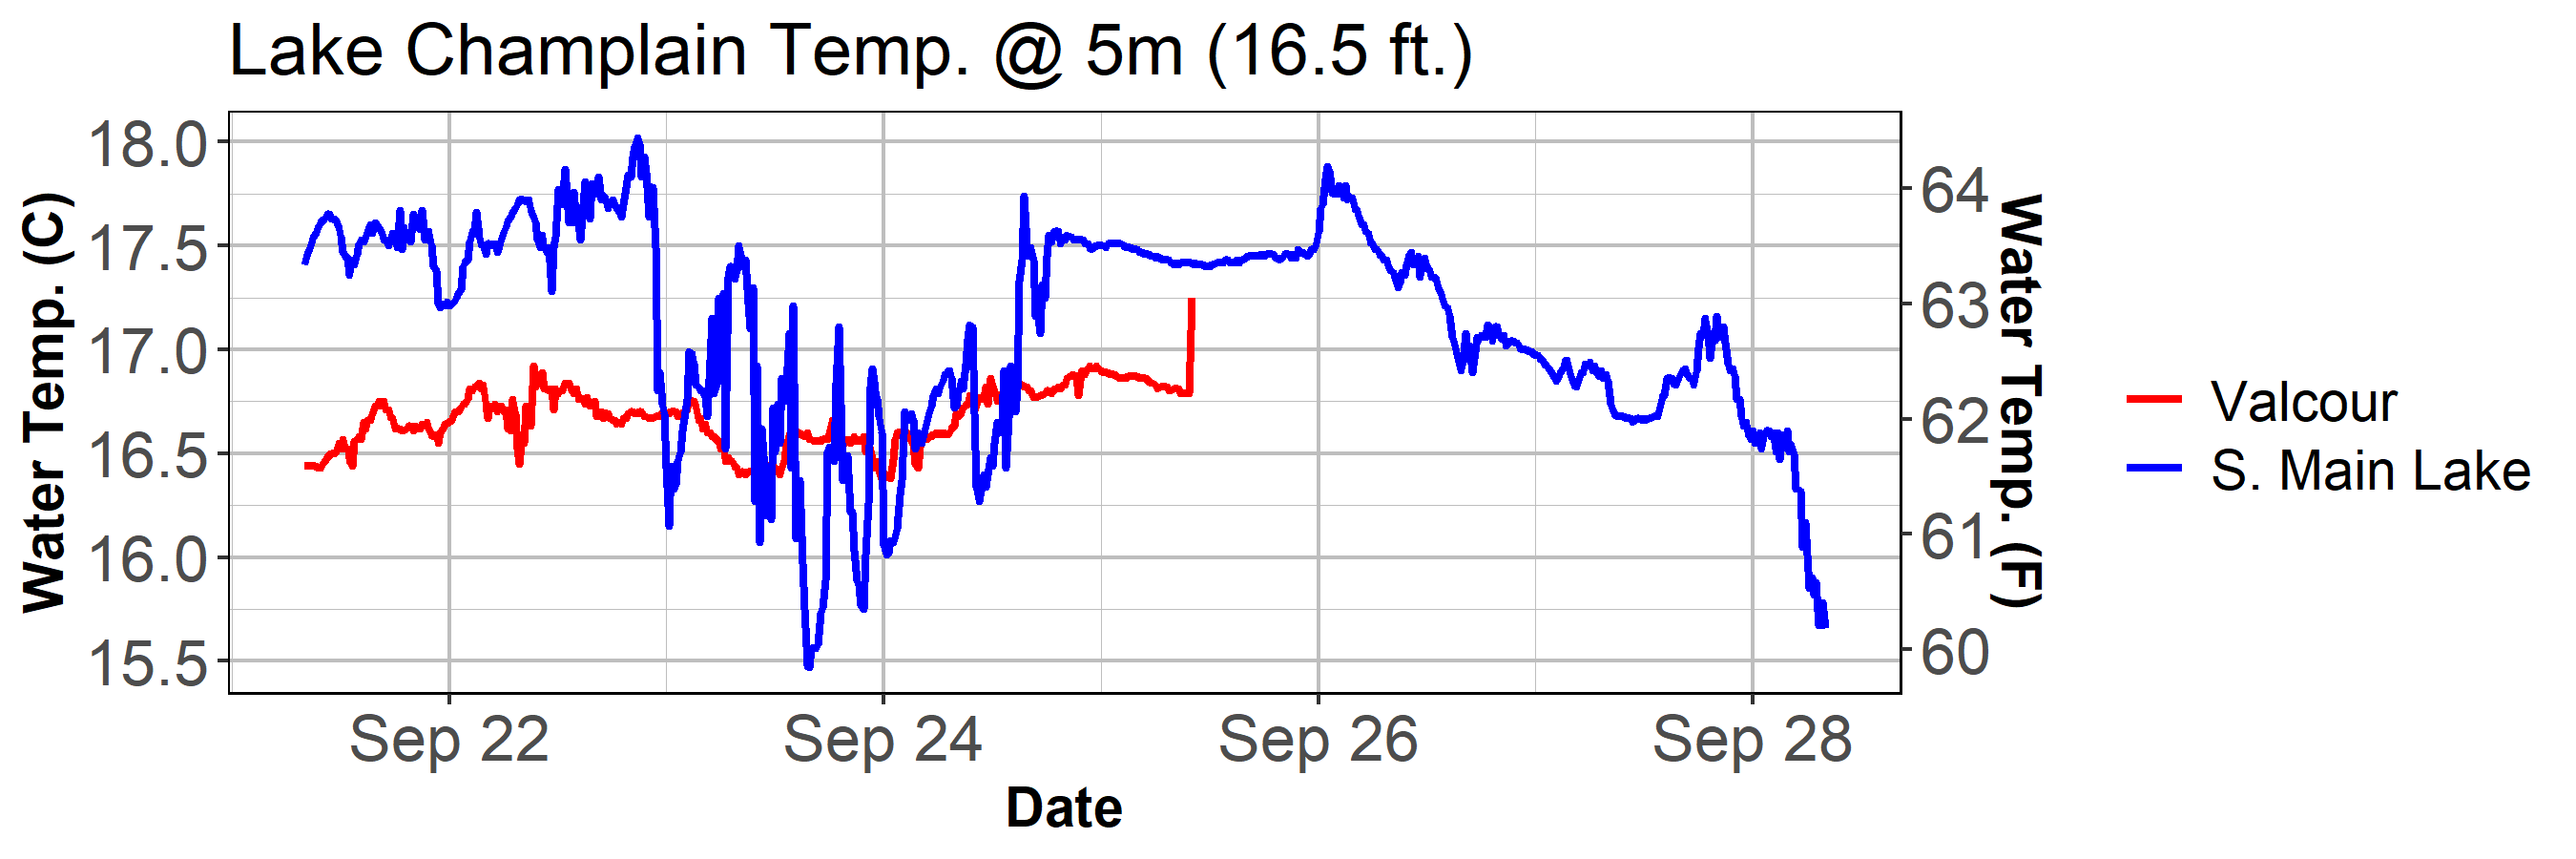 Lake Champlain Temp. @ 5m (16.5 ft.)
Water Temp. (C)
18.0
17.5
17.0
16.5
16.0
15.5
64
63
62
61
60
Water Temp. (F)
Sep 22
Sep 24
Sep 26
Sep 28
Date
Valcour
S. Main Lake